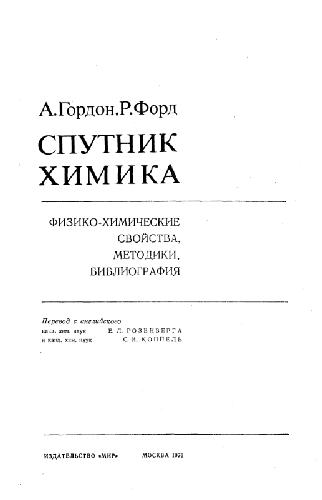 А.Гордон,Р.Форд
СПУТНИК
ХИМИКА
ФИЗИКО-ХИМИЧЕСКИЕ
СВОЙСТВА,
МЕТОДИКИ,
БИБЛИОГРАФИЯ
Перевод с английского
канд. хим. наук Е. Л. РОЗЕНБЕРГА
и канд. хим. наук С. И. КОППЕЛЬ
ИЗДАТЕЛЬСТВО «МИР» МОСКВА